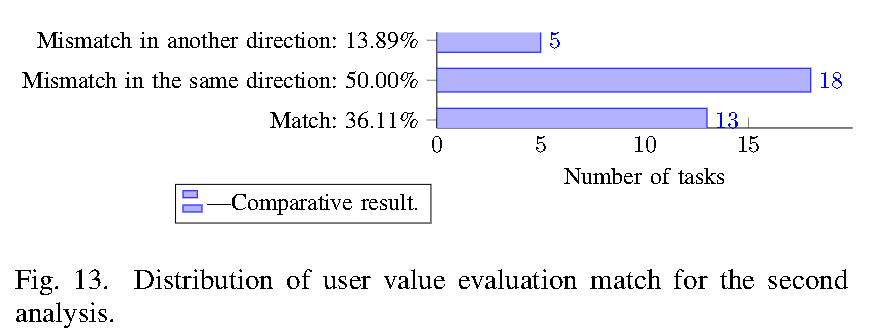 Mismatch in another direction: 13.89% 5
Mismatch in the same direction: 50.00% 18
Match: 36.11% 13
0 5 10 15
Number of tasks
—Comparative result.
Fig. 13. Distribution of user value evaluation match for the second
analysis.